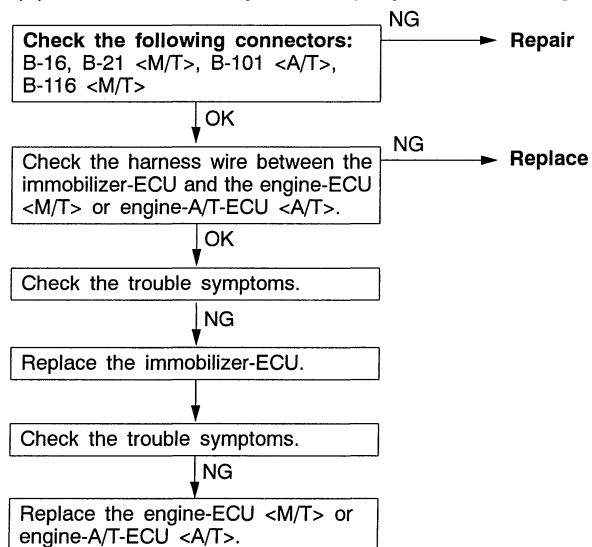 NG
Check the following connectors:
B-16, B-21 <M/T>, B-101 <A/T>,
B-116 <M/T>
Repair
OK
NG
Check the harness wire between the
immobilizer-ECU and the engine-ECU
<M/T> or engine-A/T-ECU <A/T>.
Replace
OK
Check the trouble symptoms.
NG
Replace the immobilizer-ECU.
Check the trouble symptoms.
NG
Replace the engine-ECU <M/T> or
engine-A/T-ECU <A/T>.